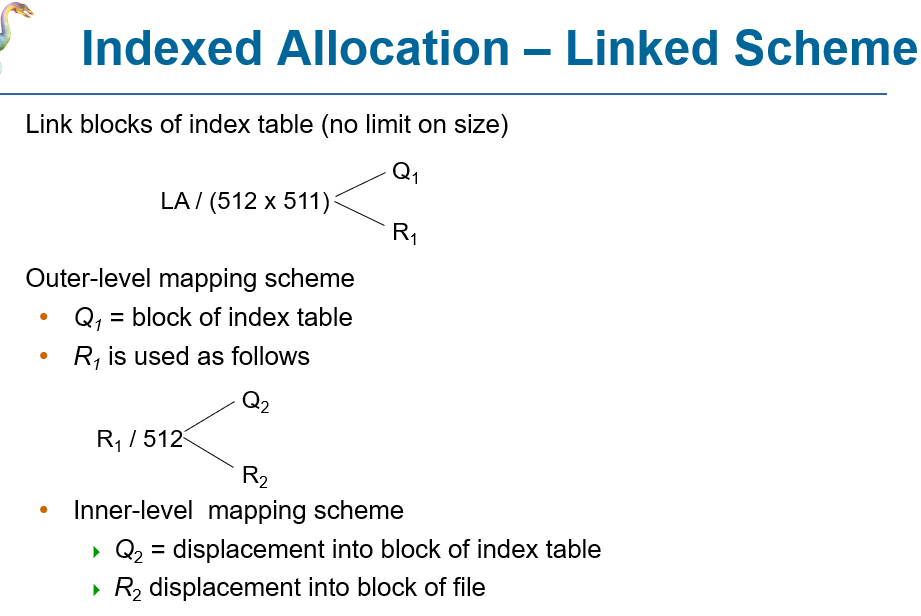 Indexed Allocation – Linked Scheme
Link blocks of index table (no limit on size)
Q₁
LA / (512 x 511)
R₁
Outer-level mapping scheme
• Q₁ = block of index table
• R₁ is used as follows
Q₂
R₁ / 512
R₂
• Inner-level mapping scheme
Q₂ = displacement into block of index table
R₂ displacement into block of file